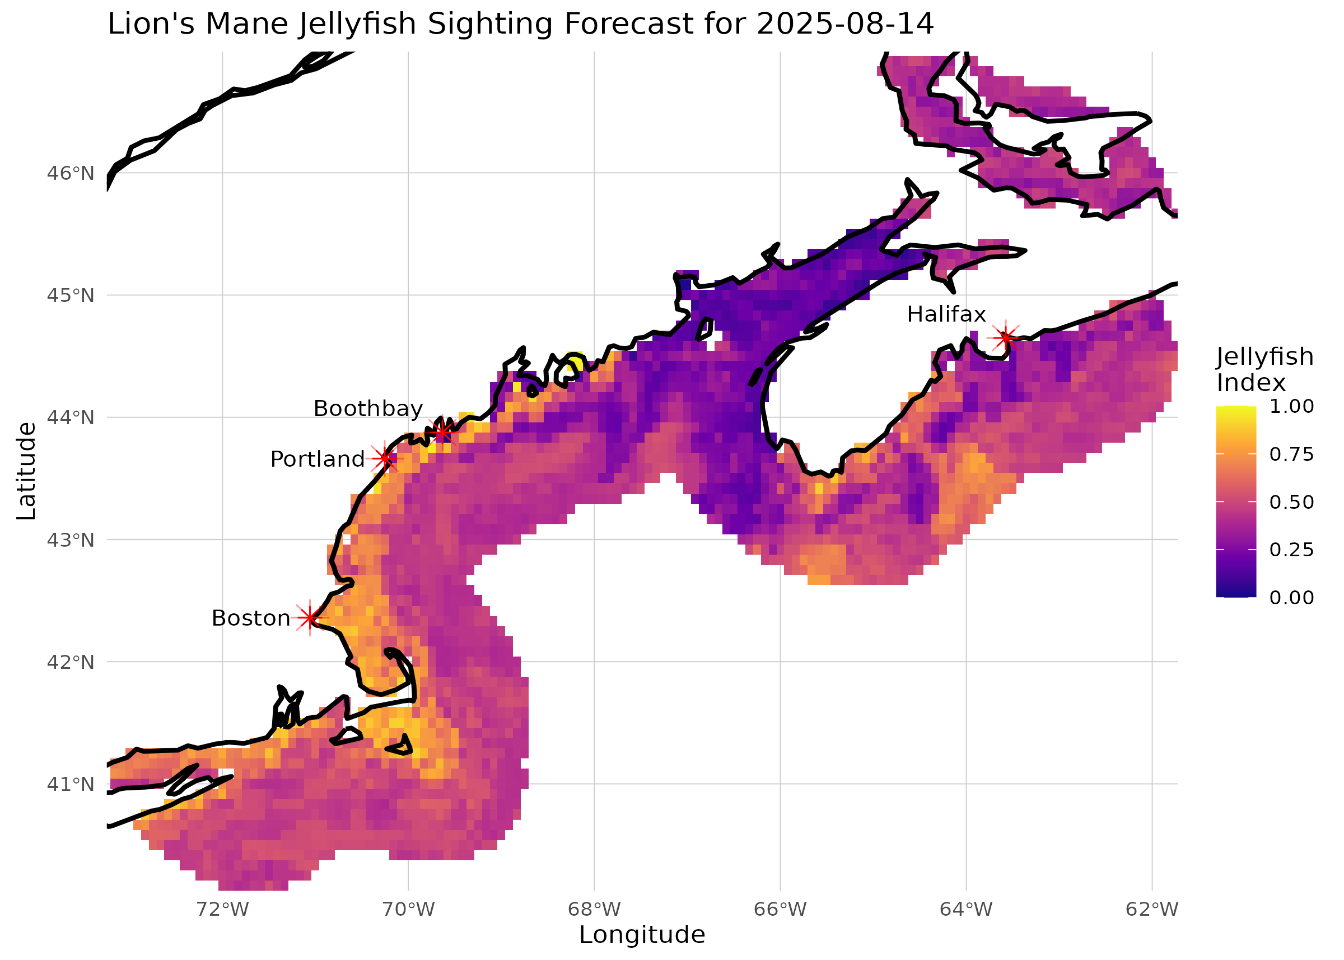 Lion's Mane Jellyfish Sighting Forecast for 2025-08-14
46°N
45°N
44°N
43°N
42°N
41°N
Latitude
Halifax
Boothbay
Portland
Boston
72°W
70°W
68°W
66°W
64°W
62°W
Longitude
Jellyfish
Index
1.00
0.75
0.50
0.25
0.00